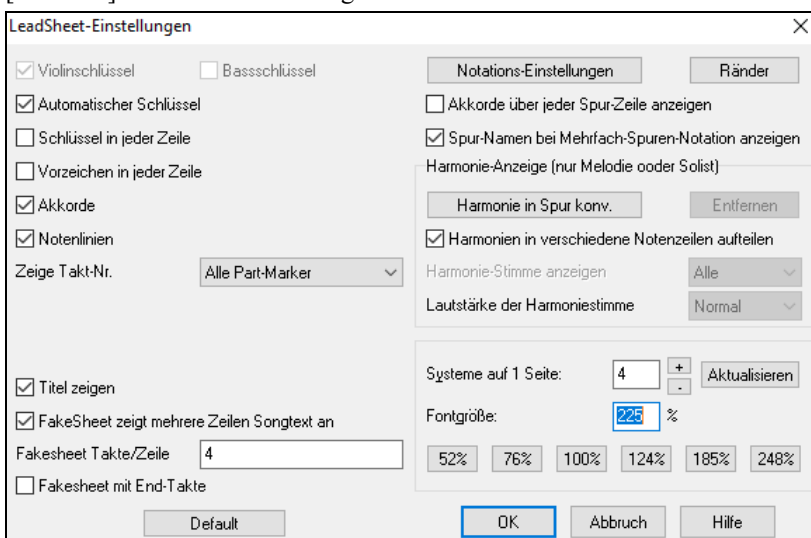 LeadSheet-Einstellungen
Violinschlüssel
Bassschlüssel
Automatischer Schlüssel
Schlüssel in jeder Zeile
Vorzeichen in jeder Zeile
Akkorde
Notenlinien
Zeige Takt-Nr.
Alle Part-Marker
Titel zeigen
FakeSheet zeigt mehrere Zeilen Songtext an
Fakesheet Takte/Zeile
4
Fakesheet mit End-Takte
Default
Notations-Einstellungen
Ränder
Akkorde über jeder Spur-Zeile anzeigen
Spur-Namen bei Mehrfach-Spuren-Notation anzeigen
Harmonie-Anzeige (nur Melodie ooder Solist)
Harmonie in Spur konv.
Entfernen
Harmonien in verschiedene Notenzeilen aufteilen
Harmonie-Stimme anzeigen
Alle
Lautstärke der Harmoniestimme
Normal
Systeme auf 1 Seite:
4
+
-
Aktualisieren
Fontgröße:
225
%
52%
76%
100%
124%
185%
248%
OK
Abbruch
Hilfe